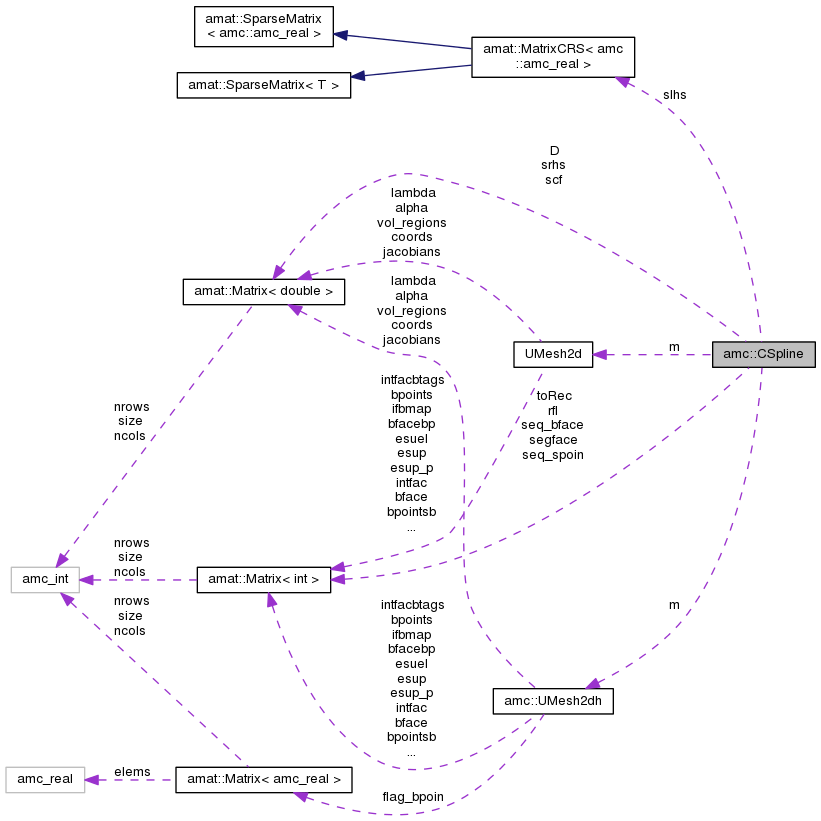 amat::SparseMatrix
< amc::amc_real >
amat::MatrixCRS< amc
::amc_real >
amat::SparseMatrix< T >
slhs
D
srhs
scf
lambda
alpha
vol_regions
coords
jacobians
amat::Matrix< double >
lambda
alpha
vol_regions
coords
jacobians
UMesh2d
m
amc::CSpline
intfacbtags
bpoints
ifbmap
bfacebp
esuel
esup
esup_p
intfac
bface
bpointsb
...
toRec
rfl
seq_bface
segface
seq_spoin
nrows
size
ncols
nrows
size
ncols
amc_int
amat::Matrix< int >
nrows
size
ncols
intfacbtags
bpoints
ifbmap
bfacebp
esuel
esup
esup_p
intfac
bface
bpointsb
...
m
amc::UMesh2dh
amc_real
elems
amat::Matrix< amc_real >
flag_bpoin